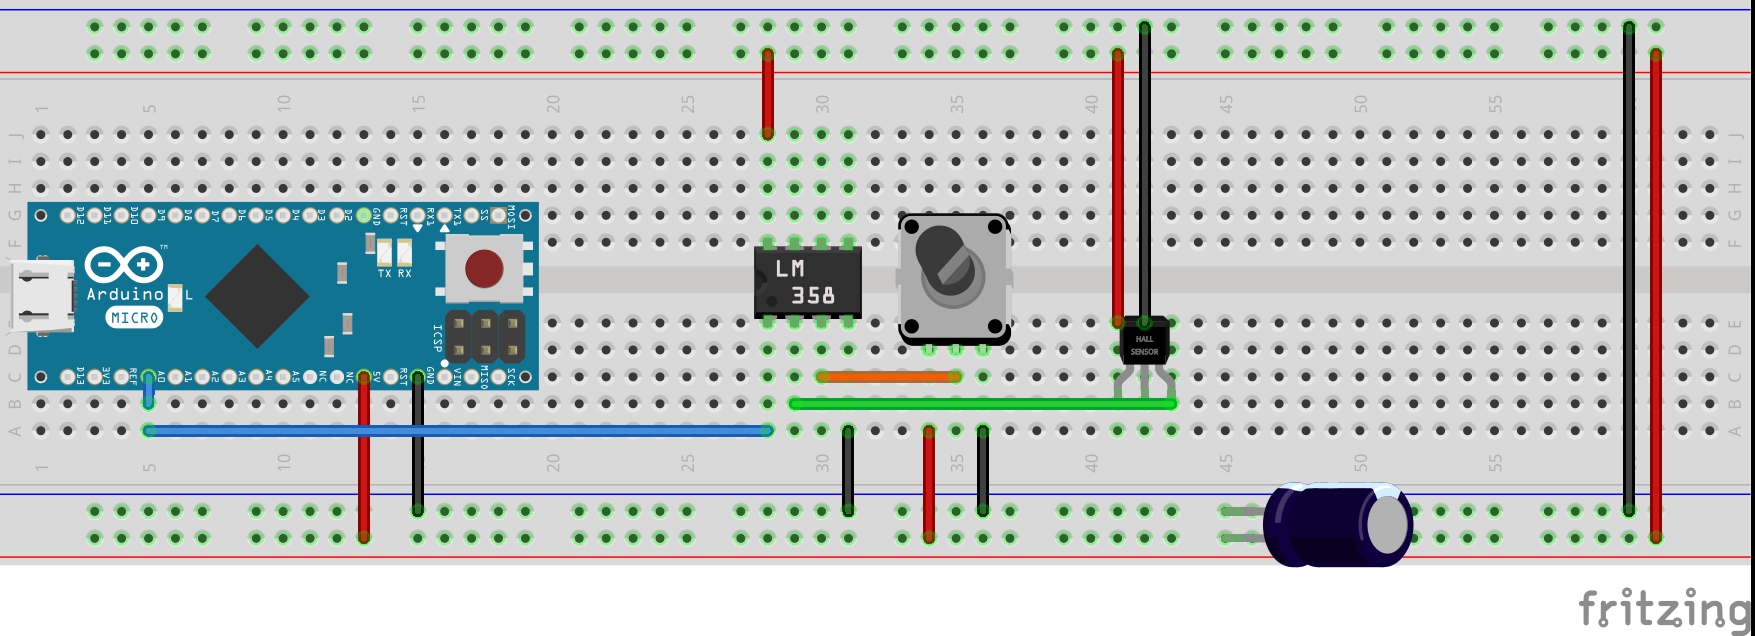 1 5 10 15 20 25 30 35 40 45 50 55
J J
I I
H H
G D12 D11 D10 D9 D8 D7 D6 D5 D4 D3 D2 GND RST RX1 TX1 SS MOSI G
F F
TX RX
Arduino
MICRO
L
TM
LM
358
ICSP
HALL
SENSOR
E
D D
C D13 3V3 REF A0 A1 A2 A3 A4 A5 NC NC 5V RST GND VIN MISO SCK C
B B
A A
1 5 10 15 20 25 30 35 40 45 50 55
fritzing